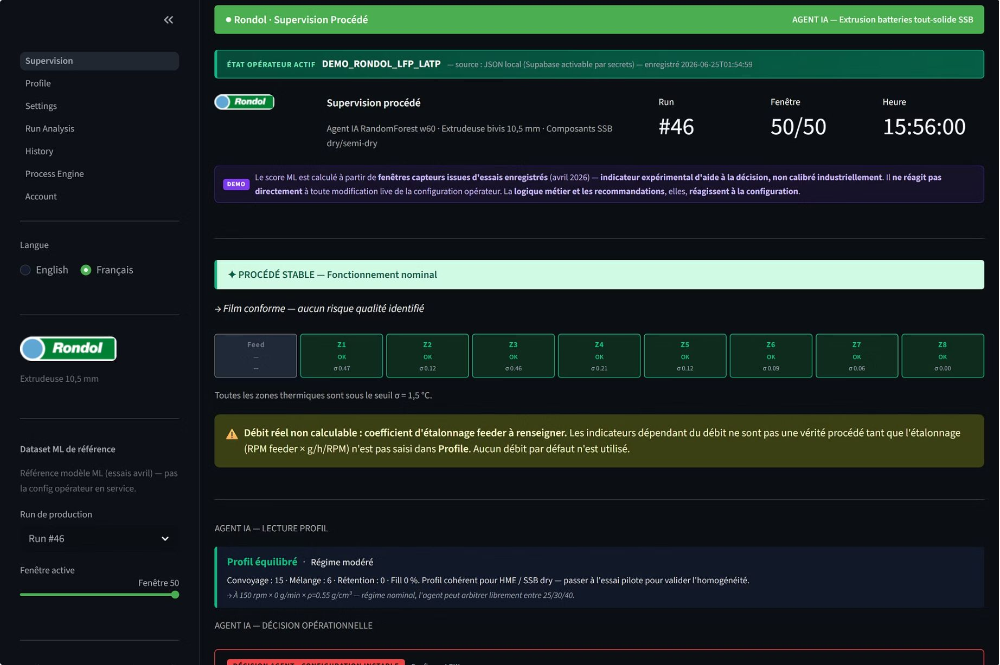 Supervision
Profile
Settings
Run Analysis
History
Process Engine
Account
Langue
English
Français
Rondol
Extrudeuse 10,5 mm
Dataset ML de référence
Référence modèle ML (essais avril) — pas
la config opérateur en service.
Run de production
Run #46
Fenêtre active
Fenêtre 50
Rondol · Supervision Procédé
AGENT IA — Extrusion batteries tout-solide SSB
ÉTAT OPÉRATEUR ACTIF DEMO_RONDOL_LFP_LATP — source : JSON local (Supabase activable par secrets) — enregistré 2026-06-25T01:54:59
Rondol
Supervision procédé
Agent IA RandomForest w60 · Extrudeuse bivis 10,5 mm · Composants SSB
dry/semi-dry
Run
#46
Fenêtre
50/50
Heure
15:56:00
DEMO
Le score ML est calculé à partir de fenêtres capteurs issues d'essais enregistrés (avril 2026) — indicateur expérimental d'aide à la décision, non calibré industriellement. Il ne réagit pas
directement à toute modification live de la configuration opérateur. La logique métier et les recommandations, elles, réagissent à la configuration.
✦ PROCÉDÉ STABLE — Fonctionnement nominal
→ Film conforme — aucun risque qualité identifié
Feed
—
—
Z1
OK
σ 0.47
Z2
OK
σ 0.12
Z3
OK
σ 0.46
Z4
OK
σ 0.21
Z5
OK
σ 0.12
Z6
OK
σ 0.09
Z7
OK
σ 0.06
Z8
OK
σ 0.00
Toutes les zones thermiques sont sous le seuil σ = 1,5 °C.
Débit réel non calculable : coefficient d'étalonnage feeder à renseigner. Les indicateurs dépendant du débit ne sont pas une vérité procédé tant que l'étalonnage
(RPM feeder × g/h/RPM) n'est pas saisi dans Profile. Aucun débit par défaut n'est utilisé.
AGENT IA — LECTURE PROFIL
Profil équilibré · Régime modéré
Convoyage : 15 · Mélange : 6 · Rétention : 0 · Fill 0 %. Profil cohérent pour HME / SSB dry — passer à l'essai pilote pour valider l'homogénéité.
→ À 150 rpm × 0 g/min × ρ=0.55 g/cm³ — régime nominal, l'agent peut arbitrer librement entre 25/30/40.
AGENT IA — DÉCISION OPÉRATIONNELLE